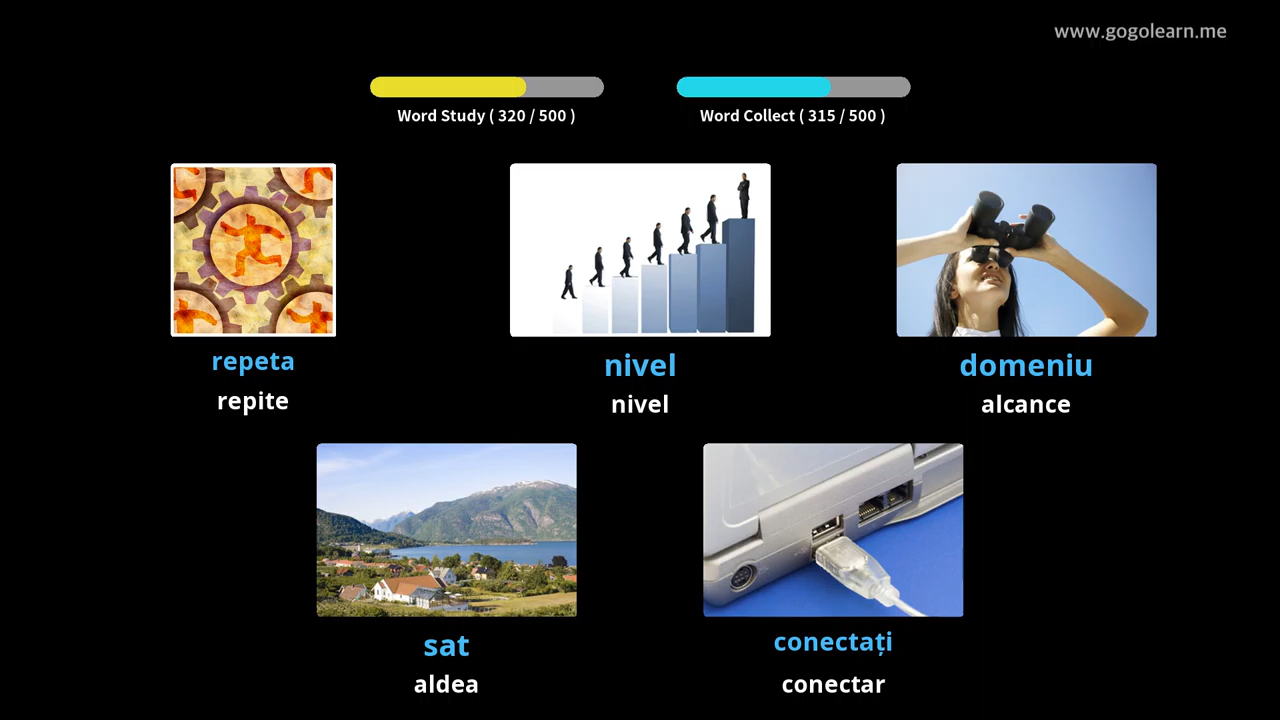 www.gogolearn.me
Word Study ( 320 / 500 )
Word Collect ( 315 / 500 )
repeta
repite
nivel
nivel
domeniu
alcance
sat
aldea
conectați
conectar